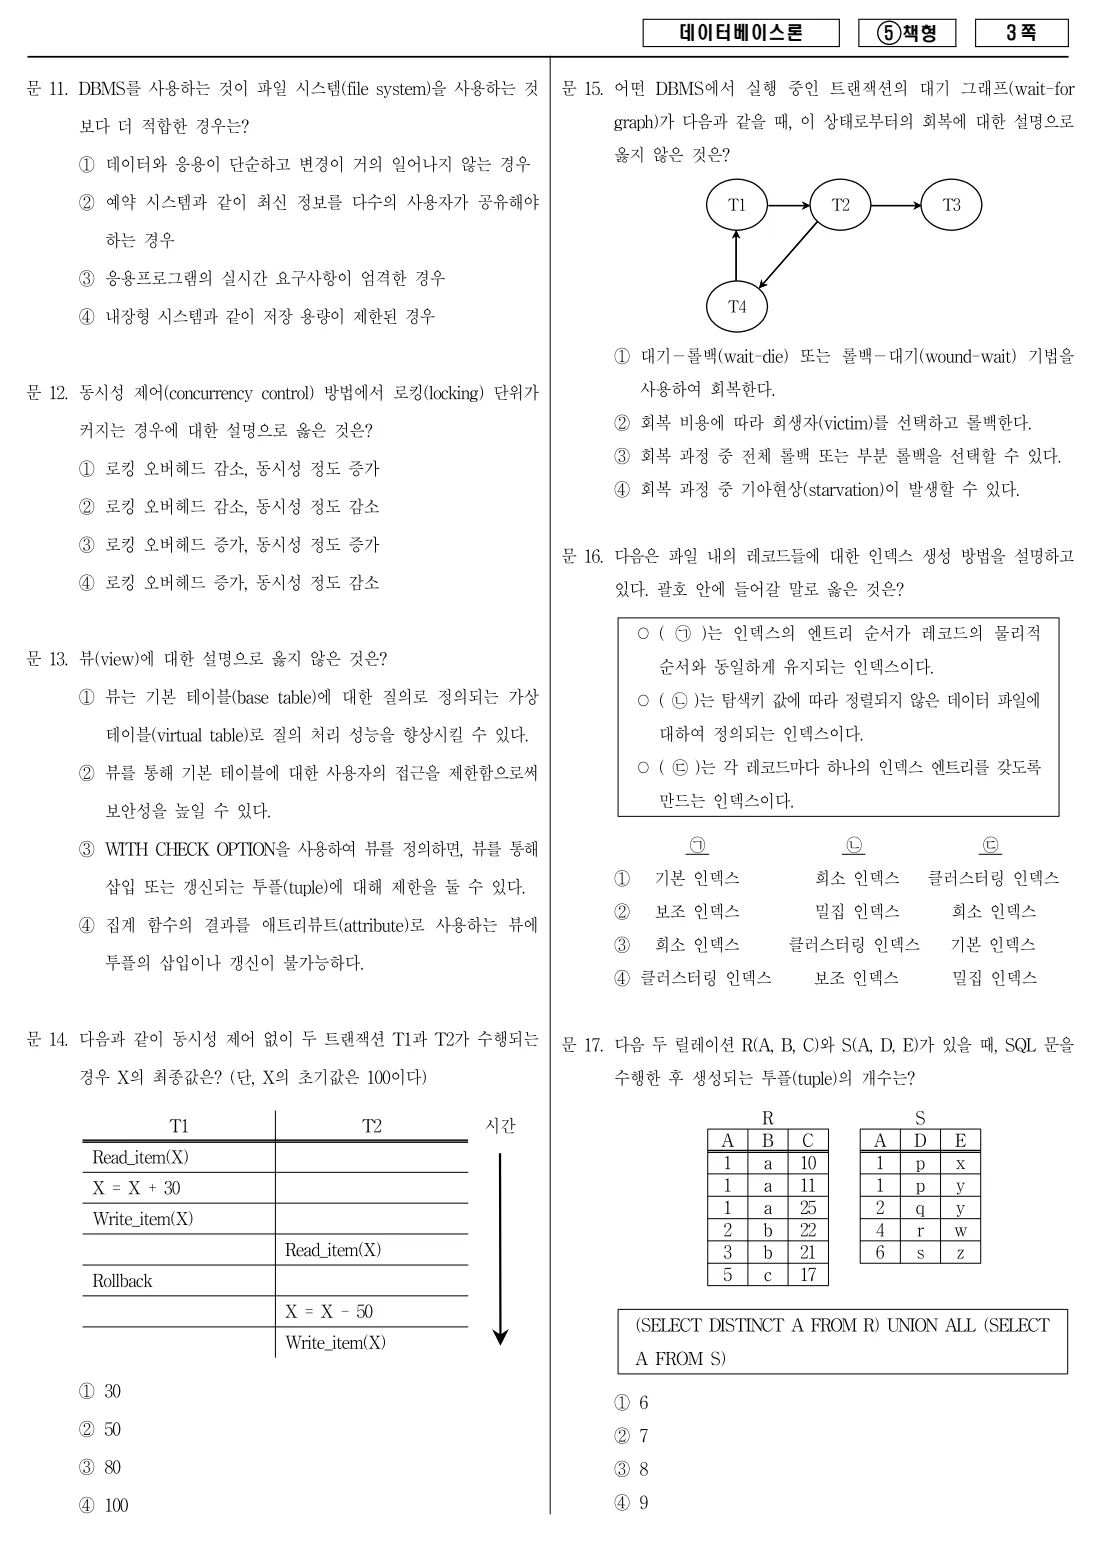 데이터베이스론
⑤책형
3쪽
문 11. DBMS를 사용하는 것이 파일 시스템(file system)을 사용하는 것
보다 더 적합한 경우는?
① 데이터와 응용이 단순하고 변경이 거의 일어나지 않는 경우
② 예약 시스템과 같이 최신 정보를 다수의 사용자가 공유해야
하는 경우
③ 응용프로그램의 실시간 요구사항이 엄격한 경우
④ 내장형 시스템과 같이 저장 용량이 제한된 경우
문 12. 동시성 제어(concurrency control) 방법에서 로킹(locking) 단위가
커지는 경우에 대한 설명으로 옳은 것은?
① 로킹 오버헤드 감소, 동시성 정도 증가
② 로킹 오버헤드 감소, 동시성 정도 감소
③ 로킹 오버헤드 증가, 동시성 정도 증가
④ 로킹 오버헤드 증가, 동시성 정도 감소
문 13. 뷰(view)에 대한 설명으로 옳지 않은 것은?
① 뷰는 기본 테이블(base table)에 대한 질의로 정의되는 가상
테이블(virtual table)로 질의 처리 성능을 향상시킬 수 있다.
② 뷰를 통해 기본 테이블에 대한 사용자의 접근을 제한함으로써
보안성을 높일 수 있다.
③ WITH CHECK OPTION을 사용하여 뷰를 정의하면, 뷰를 통해
삽입 또는 갱신되는 투플(tuple)에 대해 제한을 둘 수 있다.
④ 집계 함수의 결과를 애트리뷰트(attribute)로 사용하는 뷰에
투플의 삽입이나 갱신이 불가능하다.
문 14. 다음과 같이 동시성 제어 없이 두 트랜잭션 T1과 T2가 수행되는
경우 X의 최종값은? (단, X의 초기값은 100이다)
T1 T2 시간
Read_item(X)
X = X + 30
Write_item(X)
Read_item(X)
Rollback
X = X - 50
Write_item(X)
① 30
② 50
③ 80
④ 100
문 15. 어떤 DBMS에서 실행 중인 트랜잭션의 대기 그래프(wait-for
graph)가 다음과 같을 때, 이 상태로부터의 회복에 대한 설명으로
옳지 않은 것은?
T1 T2 T3
T4
① 대기-롤백(wait-die) 또는 롤백-대기(wound-wait) 기법을
사용하여 회복한다.
② 회복 비용에 따라 희생자(victim)를 선택하고 롤백한다.
③ 회복 과정 중 전체 롤백 또는 부분 롤백을 선택할 수 있다.
④ 회복 과정 중 기아현상(starvation)이 발생할 수 있다.
문 16. 다음은 파일 내의 레코드들에 대한 인덱스 생성 방법을 설명하고
있다. 괄호 안에 들어갈 말로 옳은 것은?
○ ( ㉠ )는 인덱스의 엔트리 순서가 레코드의 물리적
순서와 동일하게 유지되는 인덱스이다.
○ ( ㉡ )는 탐색키 값에 따라 정렬되지 않은 데이터 파일에
대하여 정의되는 인덱스이다.
○ ( ㉢ )는 각 레코드마다 하나의 인덱스 엔트리를 갖도록
만드는 인덱스이다.
㉠ ㉡ ㉢
① 기본 인덱스 희소 인덱스 클러스터링 인덱스
② 보조 인덱스 밀집 인덱스 희소 인덱스
③ 희소 인덱스 클러스터링 인덱스 기본 인덱스
④ 클러스터링 인덱스 보조 인덱스 밀집 인덱스
문 17. 다음 두 릴레이션 R(A, B, C)와 S(A, D, E)가 있을 때, SQL 문을
수행한 후 생성되는 투플(tuple)의 개수는?
R S
A B C A D E
1 a 10 1 p x
1 a 11 1 p y
1 a 25 2 q y
2 b 22 4 r w
3 b 21 6 s z
5 c 17
(SELECT DISTINCT A FROM R) UNION ALL (SELECT
A FROM S)
① 6
② 7
③ 8
④ 9